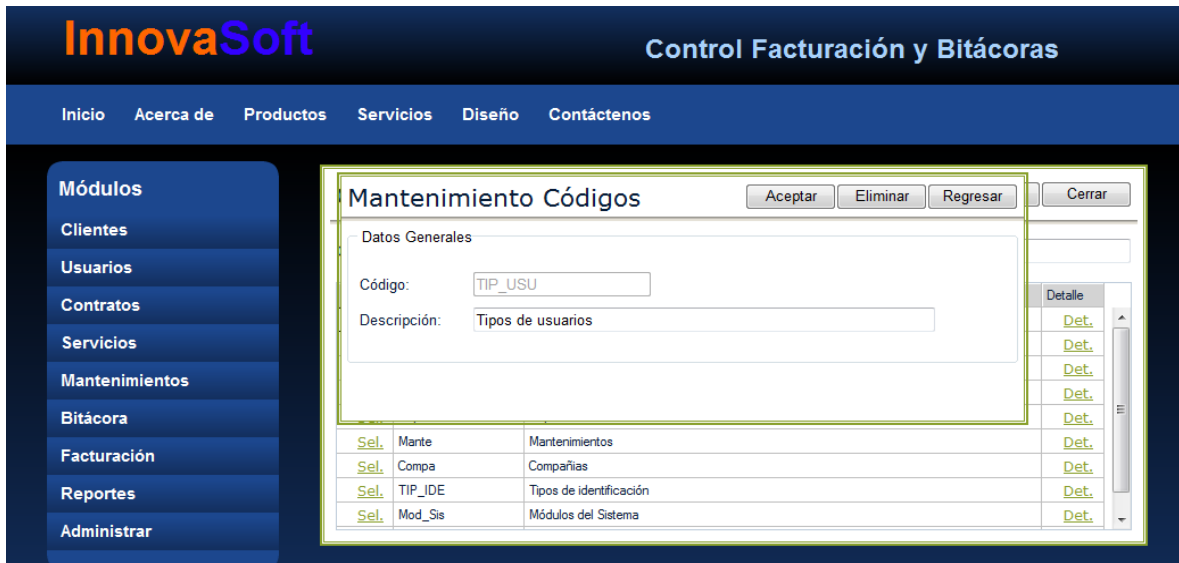 InnovaSoft
Control Facturación y Bitácoras
Inicio Acerca de Productos Servicios Diseño Contáctenos
Módulos
Clientes
Usuarios
Contratos
Servicios
Mantenimientos
Bitácora
Facturación
Reportes
Administrar
Mantenimiento Códigos Aceptar Eliminar Regresar Cerrar
Datos Generales
Código: TIP_USU
Descripción: Tipos de usuarios
Detalle
Det.
Det.
Det.
Det.
Det.
Sel. Mante Mantenimientos Det.
Sel. Compa Compañias Det.
Sel. TIP_IDE Tipos de identificación Det.
Sel. Mod_Sis Módulos del Sistema Det.